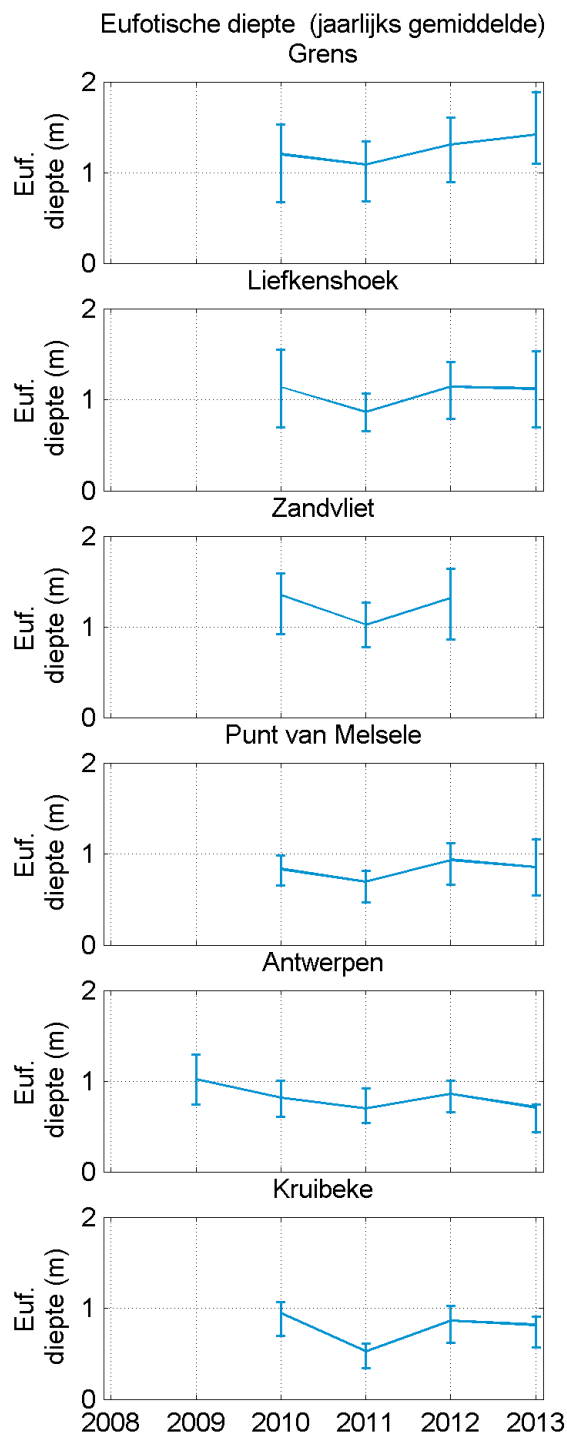 Eufotische diepte (jaarlijks gemiddelde)
Grens
2
1
0
Euf.
diepte (m)
Liefkenshoek
2
1
0
Euf.
diepte (m)
Zandvliet
2
1
0
Euf.
diepte (m)
Punt van Melsele
2
1
0
Euf.
diepte (m)
Antwerpen
2
1
0
Euf.
diepte (m)
Kruibeke
2
1
0
Euf.
diepte (m)
2008 2009 2010 2011 2012 2013